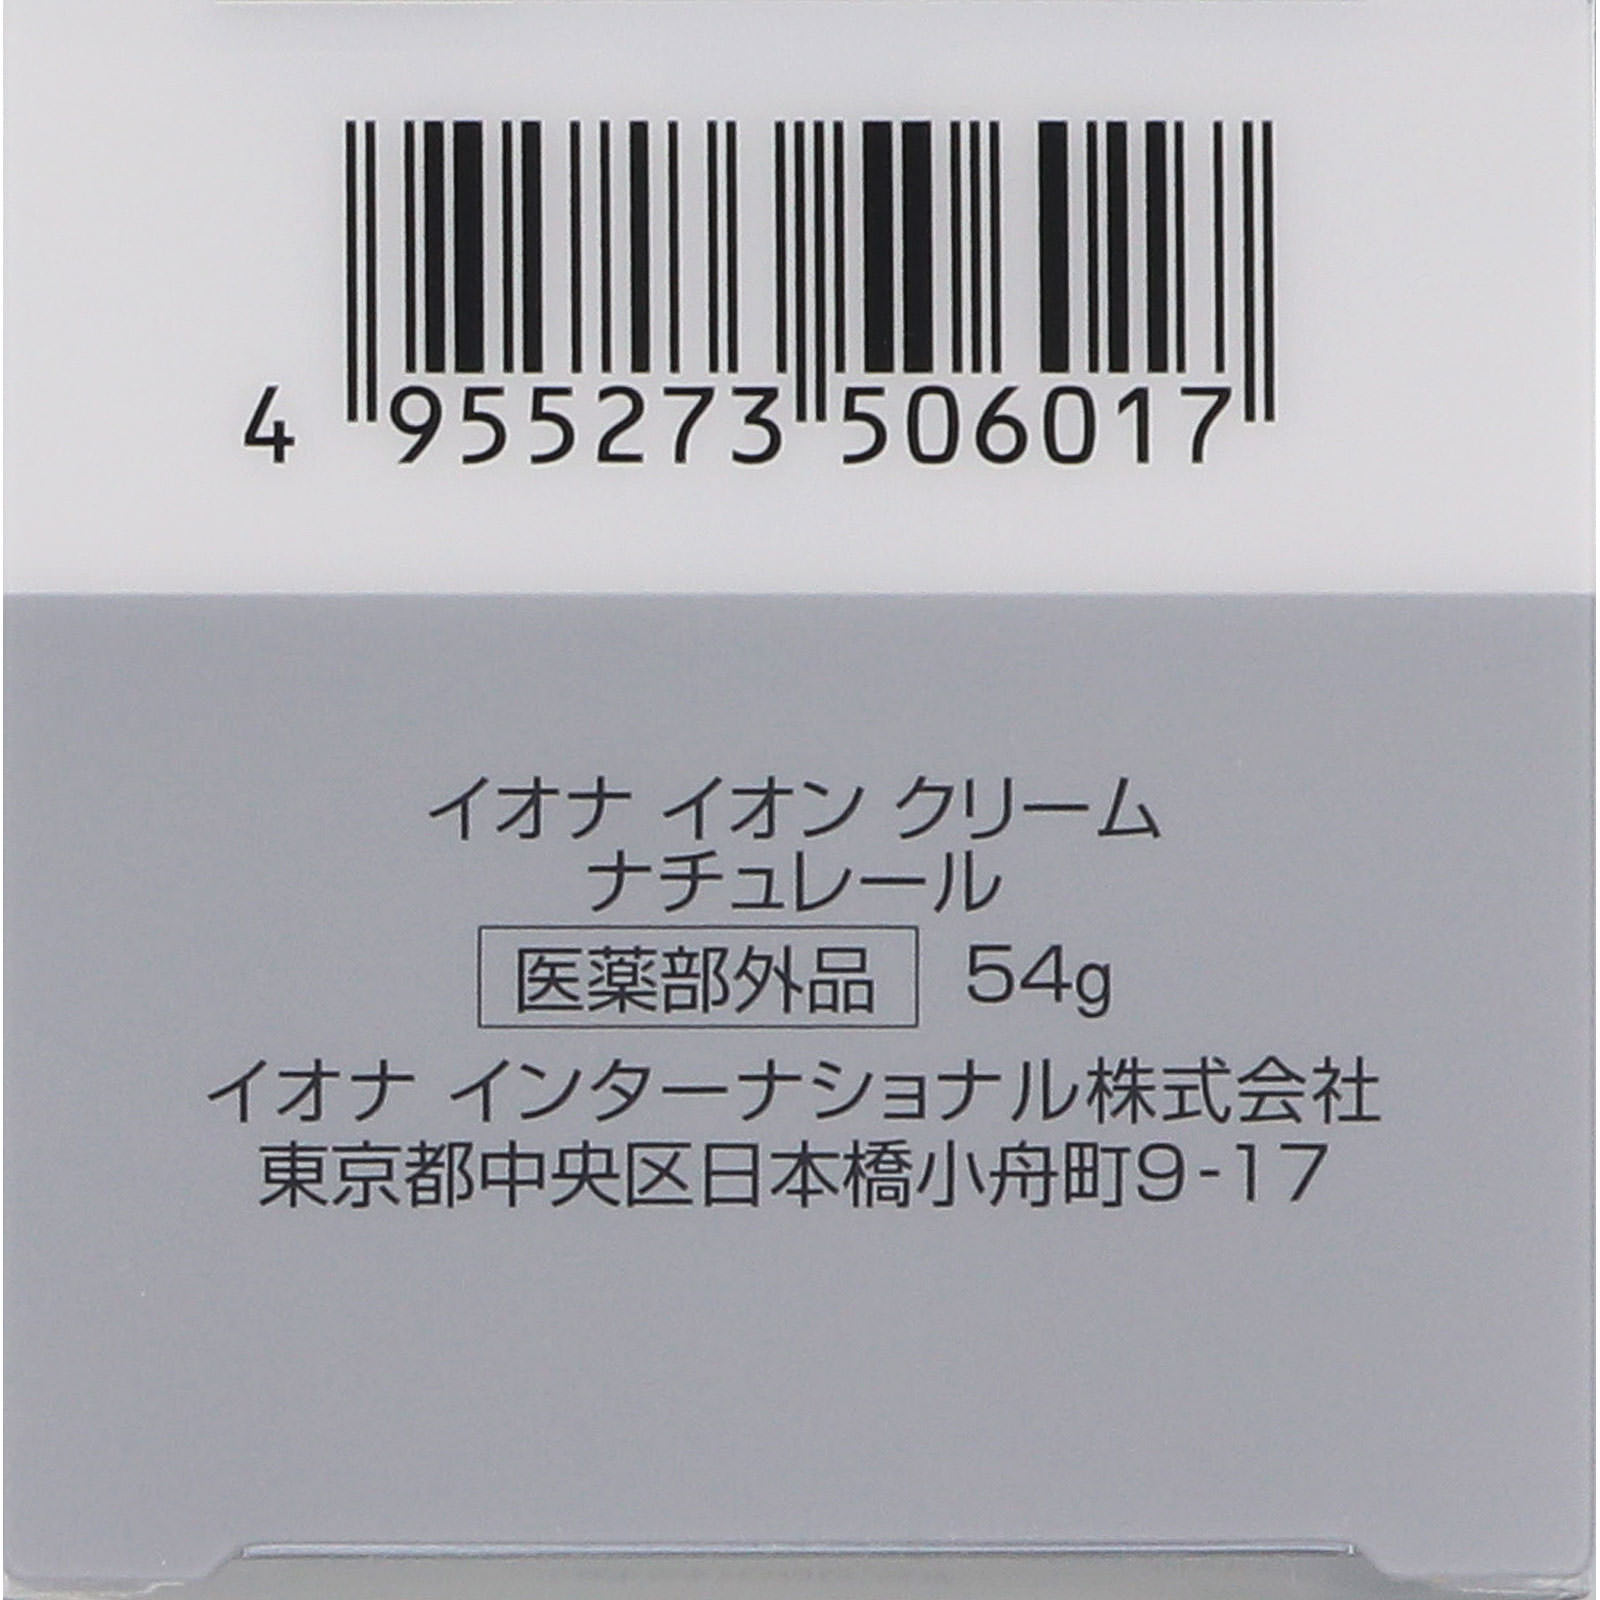 4 955273 506017
イオナ イオン クリーム
ナチュレール
医薬部外品 54g
イオナ インターナショナル株式会社
東京都中央区日本橋小舟町9-17